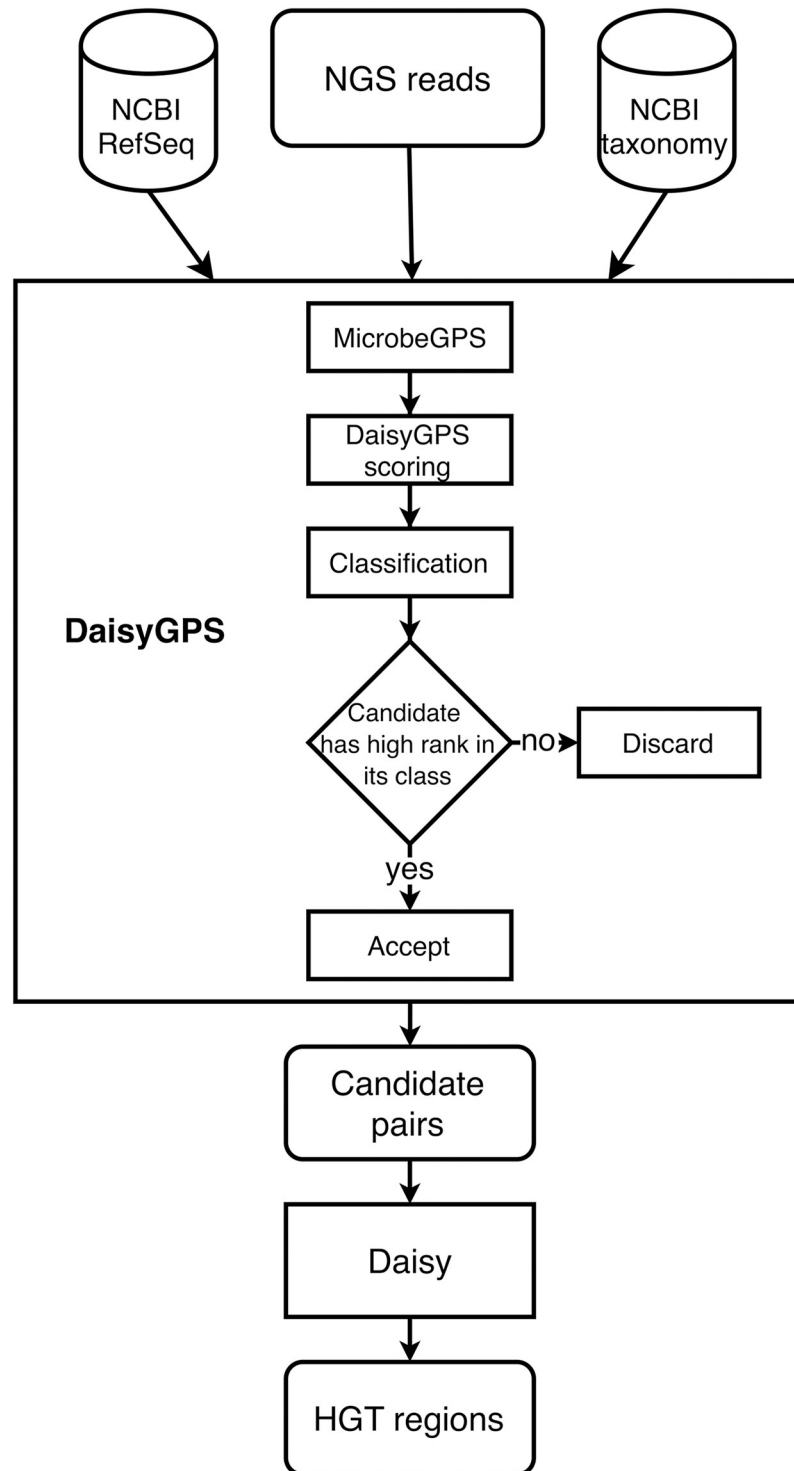 NCBI
RefSeq
NGS reads
NCBI
taxonomy
MicrobeGPS
DaisyGPS
scoring
Classification
DaisyGPS
Candidate
has high rank in
its class
no
Discard
yes
Accept
Candidate
pairs
Daisy
HGT regions